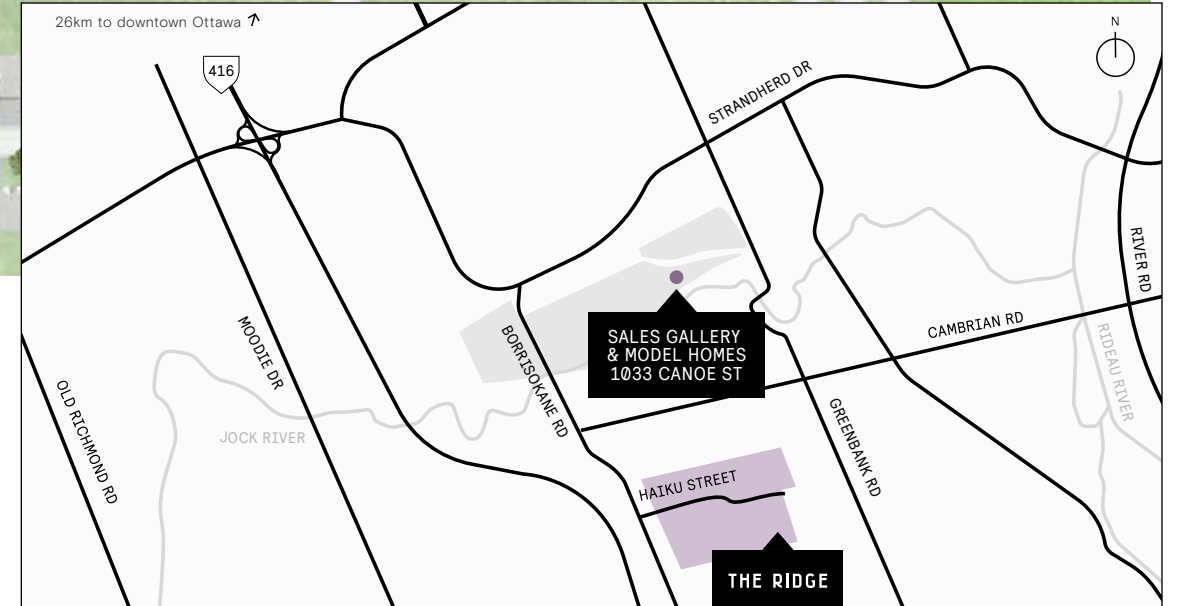 26km to downtown Ottawa
N
416
STRANDHERD DR
RIVER RD
MOODIE DR
BORRISOKANE RD
SALES GALLERY
& MODEL HOMES
1033 CANOE ST
CAMBRIAN RD
RIDEAU RIVER
OLD RICHMOND RD
JOCK RIVER
GREENBANK RD
HAIKU STREET
THE RIDGE